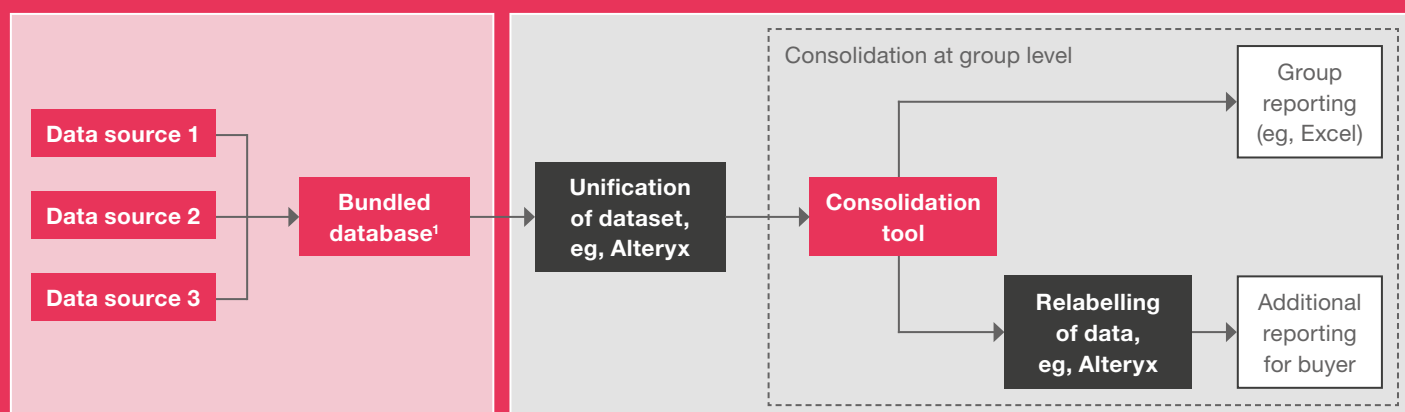 Consolidation at group level
Group
reporting
(eg, Excel)
Data source 1
Data source 2
Data source 3
Bundled
database¹
Unification
of dataset,
eg, Alteryx
Consolidation
tool
Relabelling
of data,
eg, Alteryx
Additional
reporting
for buyer